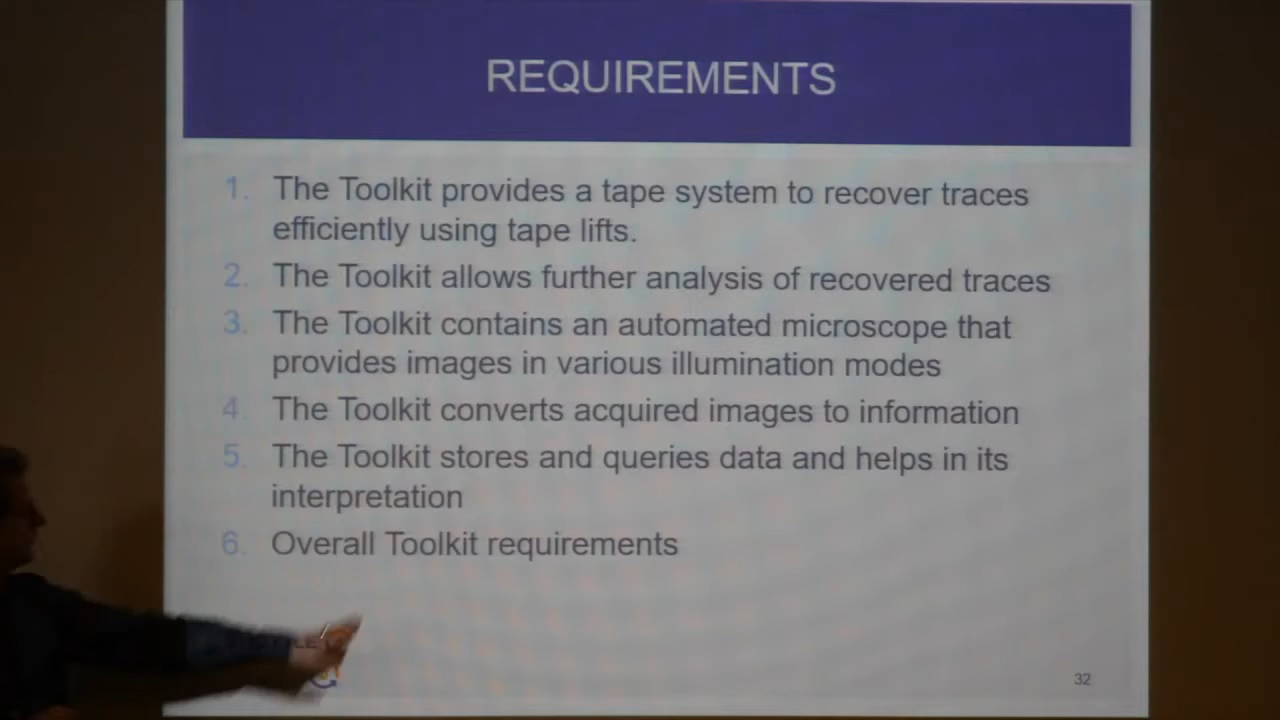 REQUIREMENTS
1. The Toolkit provides a tape system to recover traces
efficiently using tape lifts.
2. The Toolkit allows further analysis of recovered traces
3. The Toolkit contains an automated microscope that
provides images in various illumination modes
4. The Toolkit converts acquired images to information
5. The Toolkit stores and queries data and helps in its
interpretation
6. Overall Toolkit requirements
32